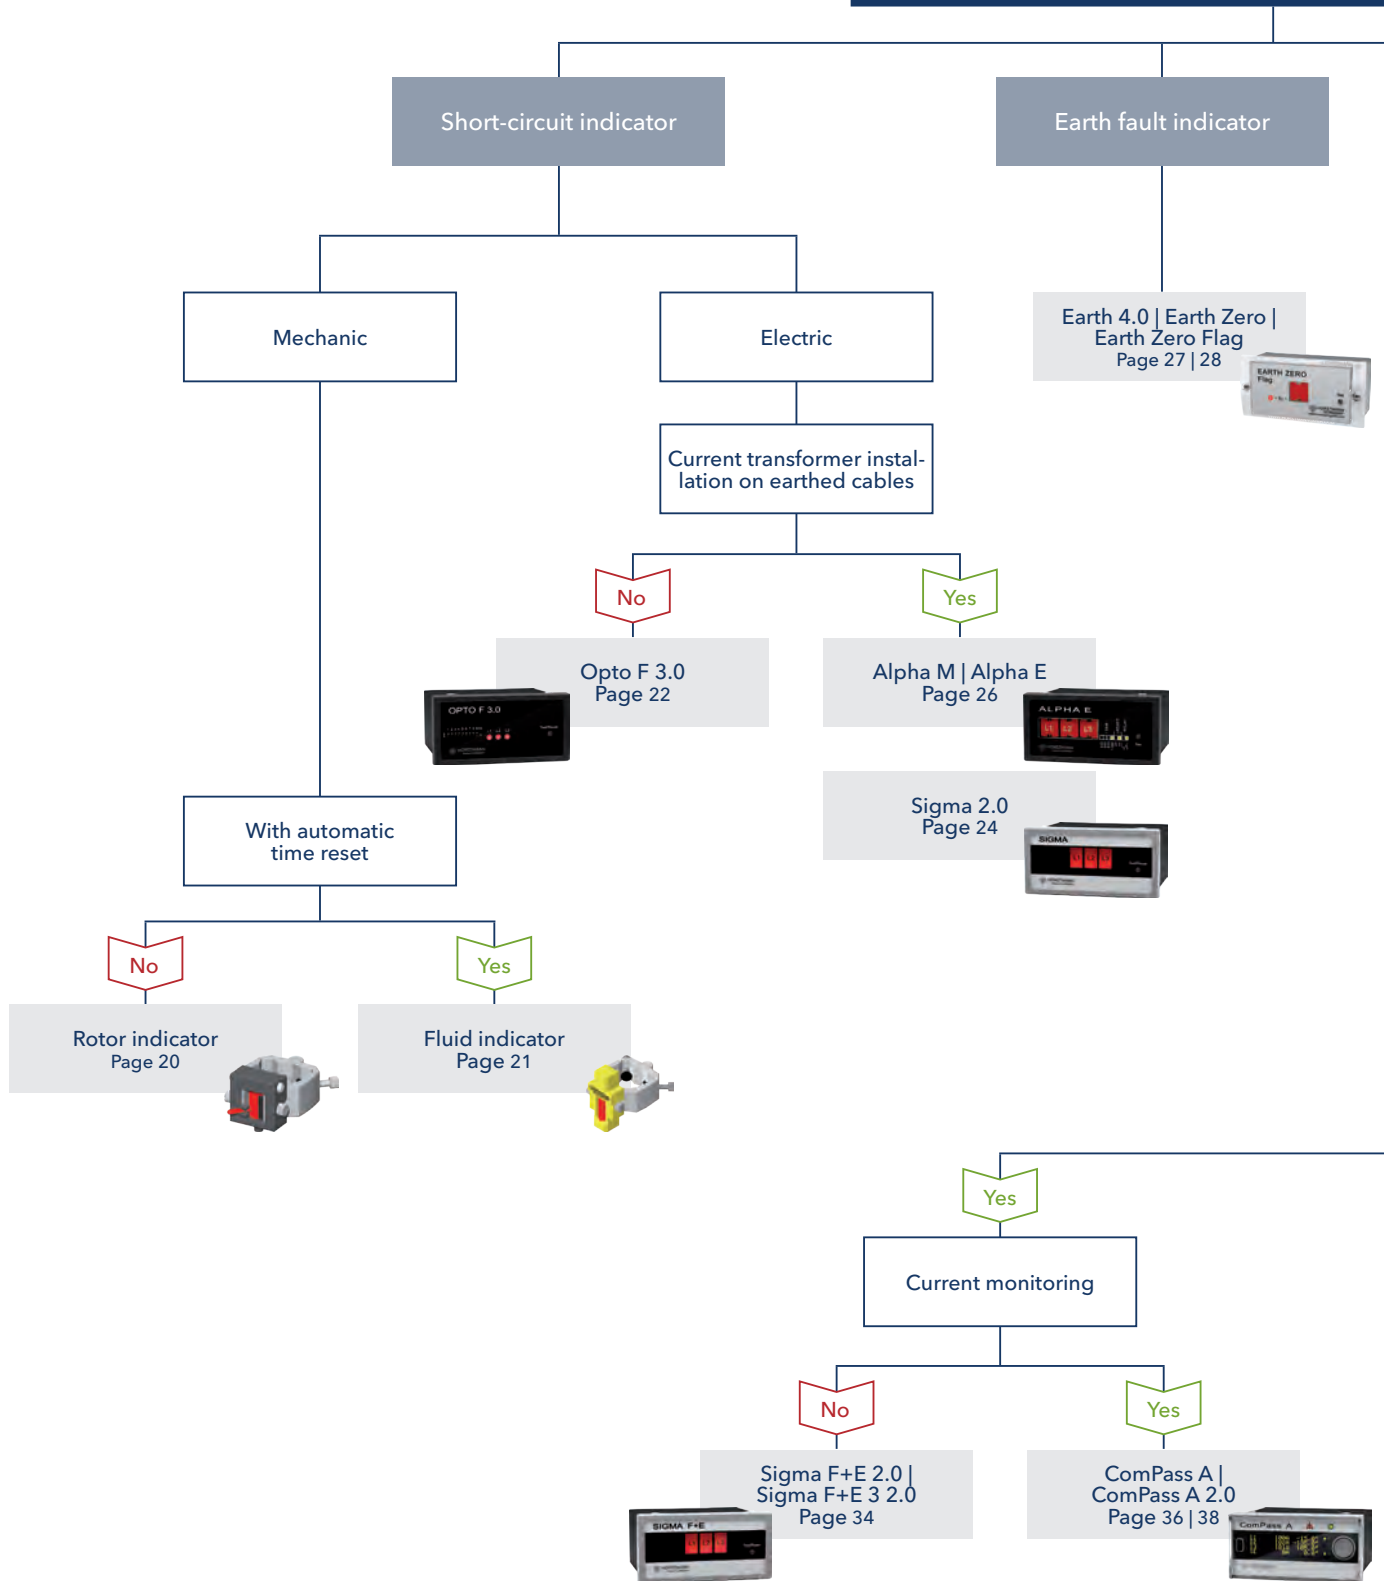 Short-circuit indicator
Earth fault indicator
Mechanic
Electric
Earth 4.0 | Earth Zero |
Earth Zero Flag
Page 27 | 28
EARTH ZERO
Flag
Current transformer instal-
lation on earthed cables
No
Yes
Opto F 3.0
Page 22
OPTO F 3.0
Alpha M | Alpha E
Page 26
ALPHA E
L1 L2 L3
Sigma 2.0
Page 24
SIGMA
With automatic
time reset
No
Yes
Rotor indicator
Page 20
Fluid indicator
Page 21
Yes
Current monitoring
No
Yes
Sigma F+E 2.0 |
Sigma F+E 3 2.0
Page 34
SIGMA F+E
ComPass A |
ComPass A 2.0
Page 36 | 38
ComPass A